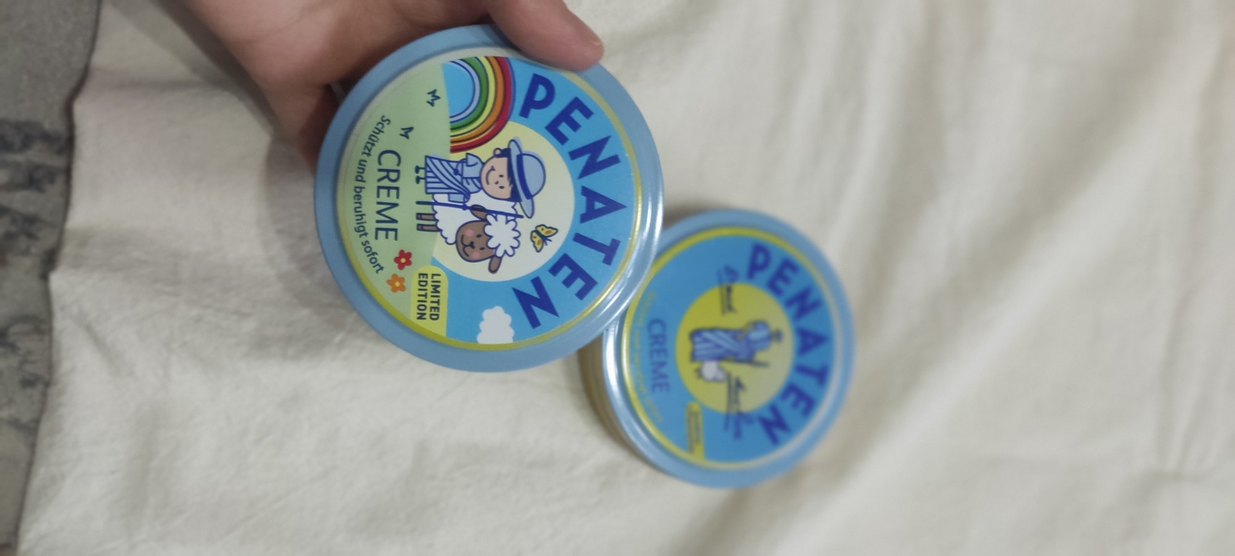 PENATEN
CREME
Schützt und beruhigt sofort
LIMITED
EDITION
PENATEN
CREME